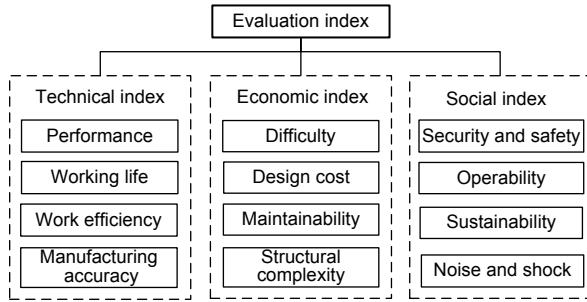 Evaluation index
Technical index
Performance
Working life
Work efficiency
Manufacturing
accuracy
Economic index
Difficulty
Design cost
Maintainability
Structural
complexity
Social index
Security and safety
Operability
Sustainability
Noise and shock